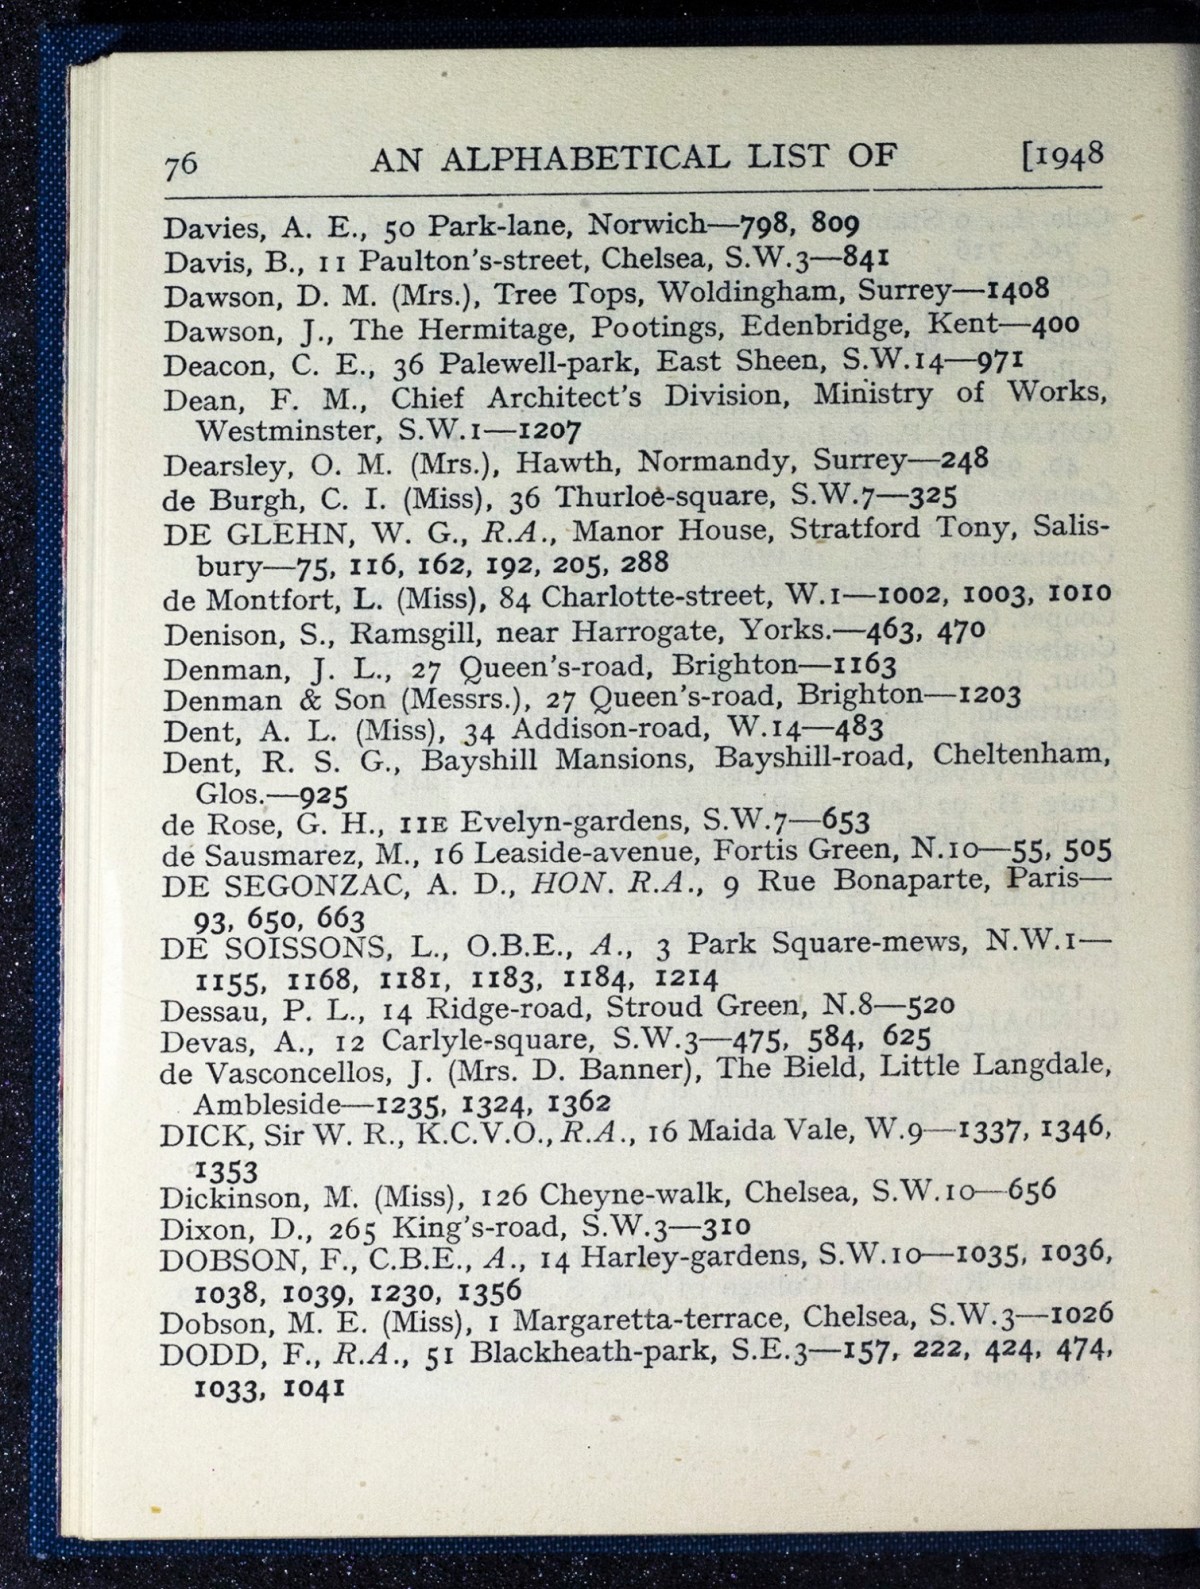 76 AN ALPHABETICAL LIST OF [1948
Davies, A. E., 50 Park-lane, Norwich—798, 809
Davis, B., 11 Paulton's-street, Chelsea, S.W.3—841
Dawson, D. M. (Mrs.), Tree Tops, Woldingham, Surrey—1408
Dawson, J., The Hermitage, Pootings, Edenbridge, Kent—400
Deacon, C. E., 36 Palewell-park, East Sheen, S.W.14—971
Dean, F. M., Chief Architect's Division, Ministry of Works,
Westminster, S.W.1—1207
Dearsley, O. M. (Mrs.), Hawth, Normandy, Surrey—248
de Burgh, C. I. (Miss), 36 Thurloe-square, S.W.7—325
DE GLEHN, W. G., R.A., Manor House, Stratford Tony, Salis-
bury—75, 116, 162, 192, 205, 288
de Montfort, L. (Miss), 84 Charlotte-street, W.1—1002, 1003, 1010
Denison, S., Ramsgill, near Harrogate, Yorks.—463, 470
Denman, J. L., 27 Queen's-road, Brighton—1163
Denman & Son (Messrs.), 27 Queen's-road, Brighton—1203
Dent, A. L. (Miss), 34 Addison-road, W.14—483
Dent, R. S. G., Bayshill Mansions, Bayshill-road, Cheltenham,
Glos.—925
de Rose, G. H., 11E Evelyn-gardens, S.W.7—653
de Sausmarez, M., 16 Leaside-avenue, Fortis Green, N.10—55, 505
DE SEGONZAC, A. D., HON. R.A., 9 Rue Bonaparte, Paris—
93, 650, 663
DE SOISSONS, L., O.B.E., A., 3 Park Square-mews, N.W.1—
1155, 1168, 1181, 1183, 1184, 1214
Dessau, P. L., 14 Ridge-road, Stroud Green, N.8—520
Devas, A., 12 Carlyle-square, S.W.3—475, 584, 625
de Vasconcellos, J. (Mrs. D. Banner), The Bield, Little Langdale,
Ambleside—1235, 1324, 1362
DICK, Sir W. R., K.C.V.O., R.A., 16 Maida Vale, W.9—1337, 1346,
1353
Dickinson, M. (Miss), 126 Cheyne-walk, Chelsea, S.W.10—656
Dixon, D., 265 King's-road, S.W.3—310
DOBSON, F., C.B.E., A., 14 Harley-gardens, S.W.10—1035, 1036,
1038, 1039, 1230, 1356
Dobson, M. E. (Miss), 1 Margaretta-terrace, Chelsea, S.W.3—1026
DODD, F., R.A., 51 Blackheath-park, S.E.3—157, 222, 424, 474,
1033, 1041